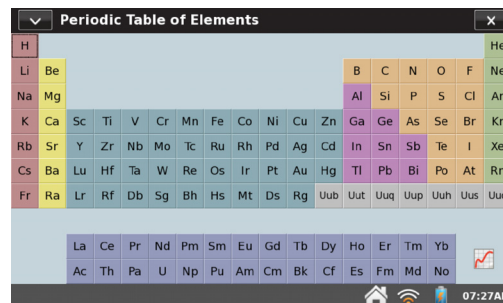 Periodic Table of Elements
H He
Li Be B C N O F Ne
Na Mg Al Si P S Cl Ar
K Ca Sc Ti V Cr Mn Fe Co Ni Cu Zn Ga Ge As Se Br Kr
Rb Sr Y Zr Nb Mo Tc Ru Rh Pd Ag Cd In Sn Sb Te I Xe
Cs Ba Lu Hf Ta W Re Os Ir Pt Au Hg Tl Pb Bi Po At Rn
Fr Ra Lr Rf Db Sg Bh Hs Mt Ds Rg Uub Uut Uuq Uup Uuh Uus Uuo
La Ce Pr Nd Pm Sm Eu Gd Tb Dy Ho Er Tm Yb
Ac Th Pa U Np Pu Am Cm Bk Cf Es Fm Md No
07:27AM